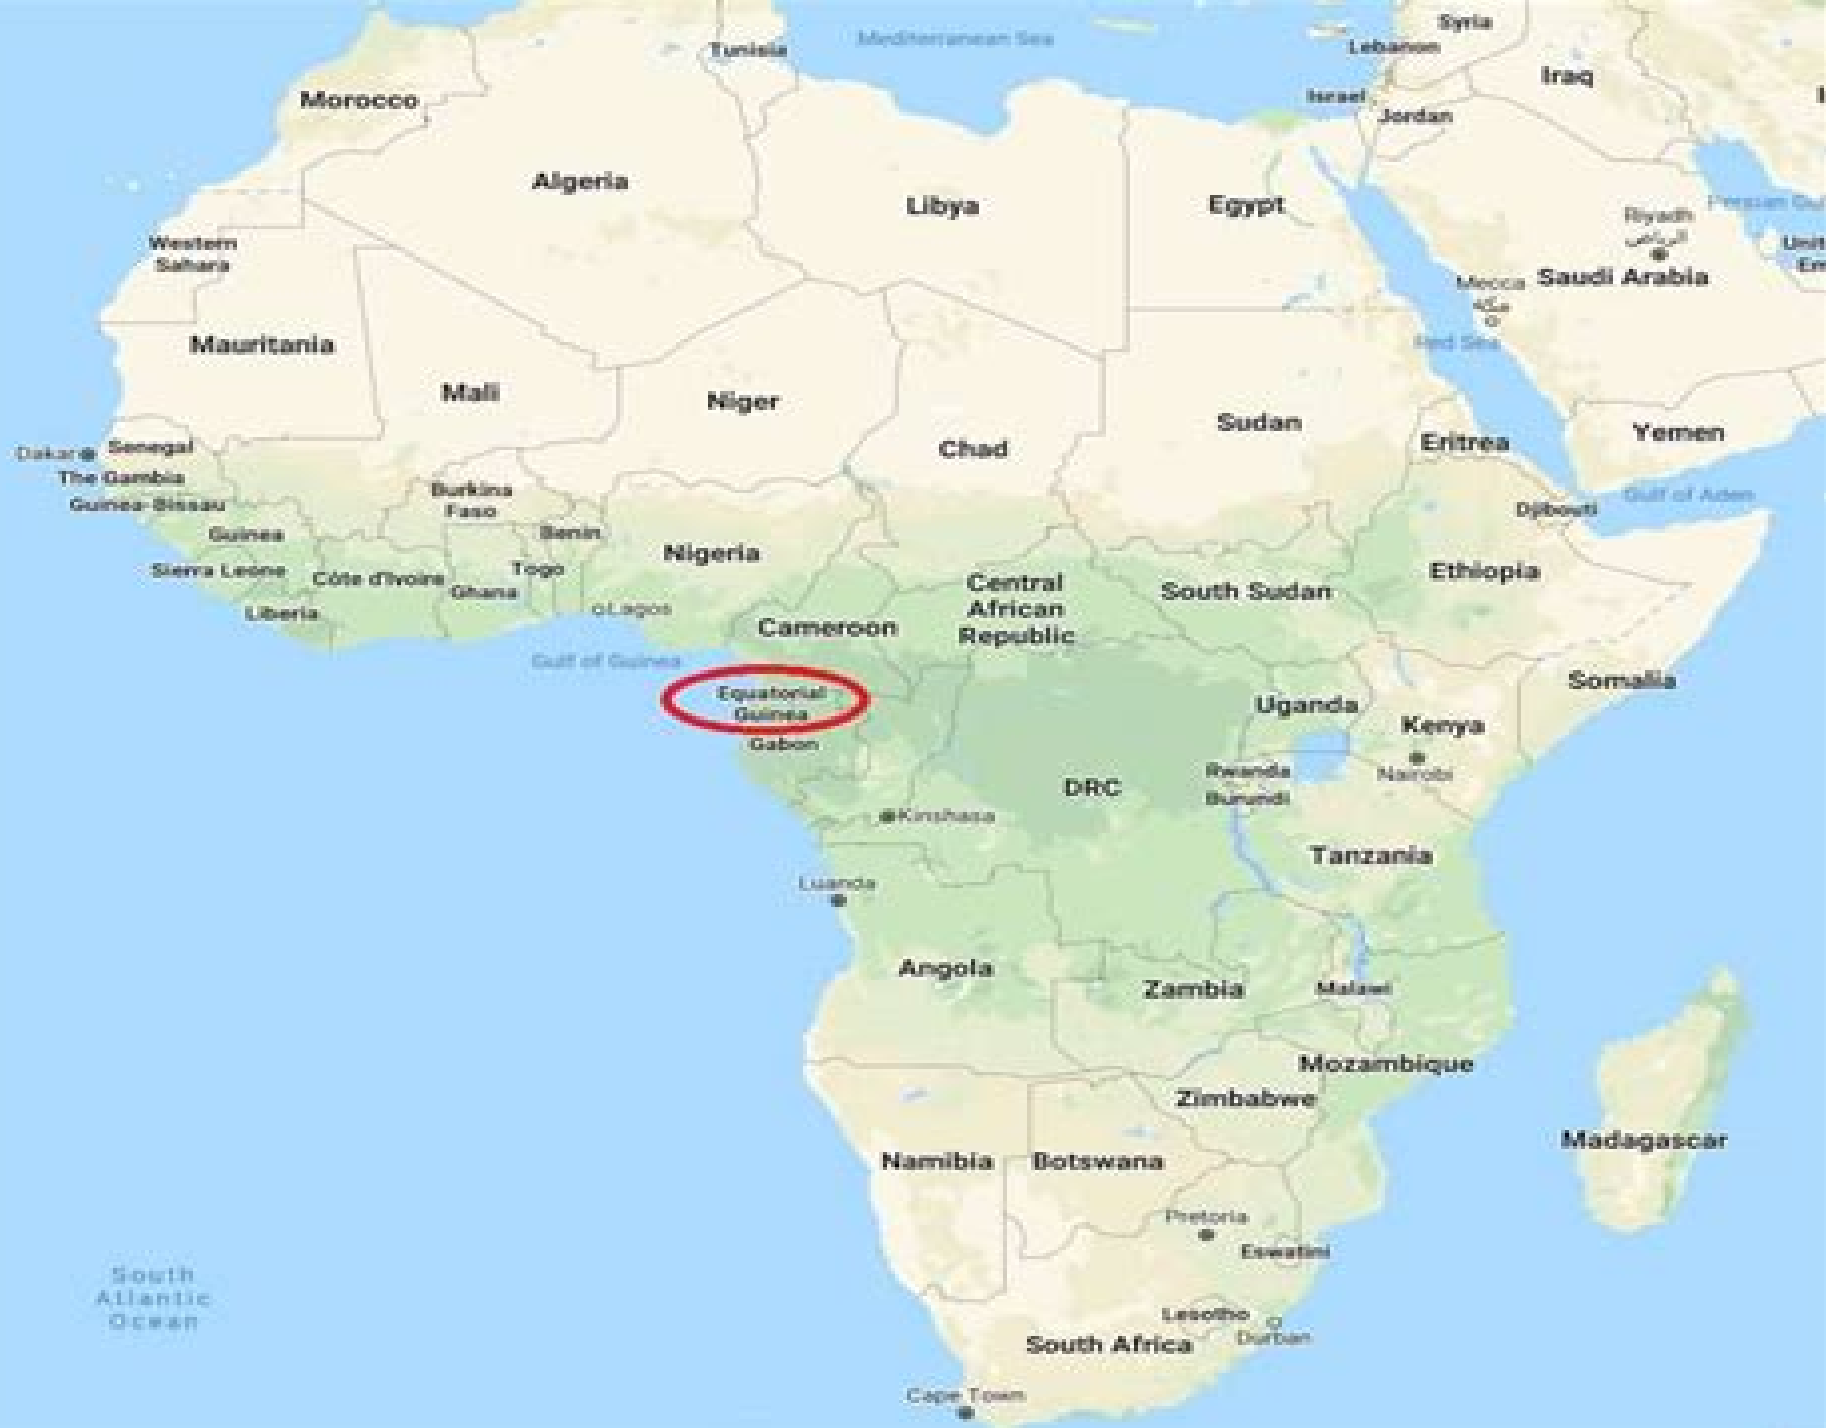 Syria
Mediterranean Sea
Tunisia
Lebanon
Iraq
Israel
Morocco
Jordan
Algeria
Libya
Egypt
Persian Gu
Riyadh
الرياض
Western
Sahara
Unit
Em
Saudi Arabia
Mecca
مكة
Mauritania
Red Sea
Mali
Niger
Sudan
Yemen
Eritrea
Chad
Dakar
Senegal
The Gambia
Guinea-Bissau
Burkina
Faso
Gulf of Aden
Djibouti
Guinea
Benin
Nigeria
Sierra Leone
Côte d'Ivoire
Togo
Ghana
Ethiopia
Central
African
Republic
South Sudan
Liberia
Lagos
Cameroon
Gulf of Guinea
Equatorial
Guinea
Gabon
Uganda
Kenya
Somalia
Nairobi
Rwanda
Burundi
DRC
Kinshasa
Tanzania
Luanda
Angola
Zambia
Malawi
Mozambique
Zimbabwe
Madagascar
Namibia
Botswana
Pretoria
Eswatini
South
Atlantic
Ocean
Lesotho
Durban
South Africa
Cape Town